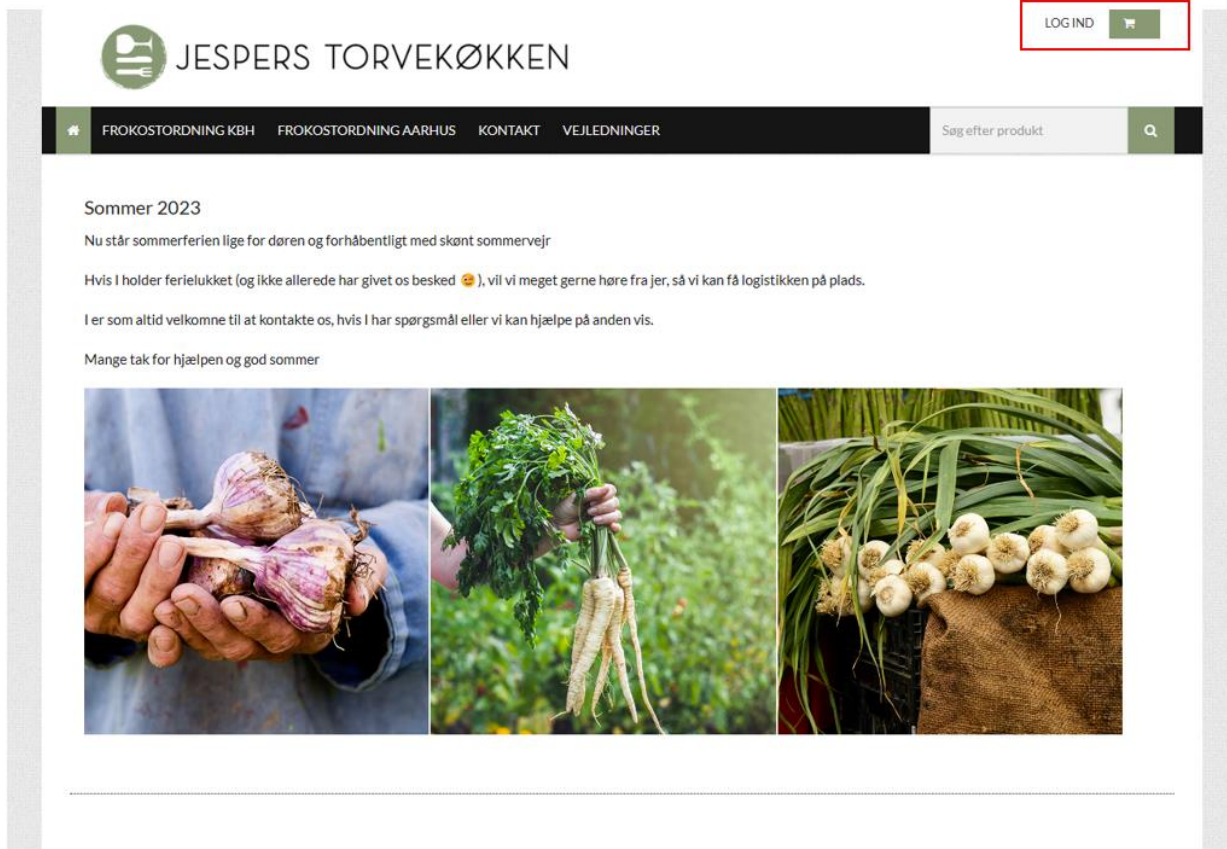 LOG IND
JESPERS TORVEKØKKEN
FROKOSTORDNING KBH FROKOSTORDNING AARHUS KONTAKT VEJLEDNINGER Søg efter produkt
Sommer 2023
Nu står sommerferien lige for døren og forhåbentligt med skønt sommervejr
Hvis I holder ferielukket (og ikke allerede har givet os besked 😉), vil vi meget gerne høre fra jer, så vi kan få logistikken på plads.
I er som altid velkomne til at kontakte os, hvis I har spørgsmål eller vi kan hjælpe på anden vis.
Mange tak for hjælpen og god sommer